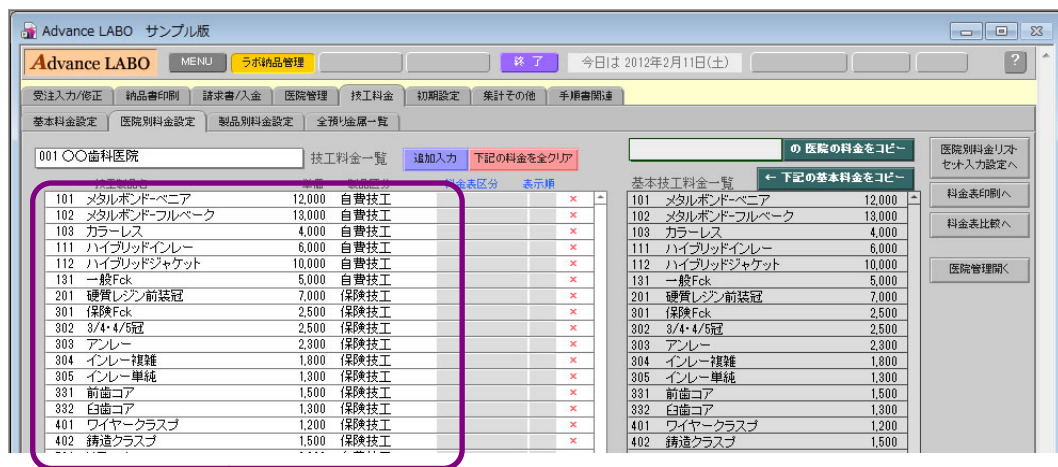 Advance LABO サンプル版
Advance LABO MENU ラボ納品管理 終 了 今日は 2012年2月11日(土) ?
受注入力/修正 納品書印刷 請求書/入金 医院管理 技工料金 初期設定 集計その他 手順書関連
基本料金設定 医院別料金設定 製品別料金設定 全預り金属一覧
001 〇〇歯科医院 技工料金一覧 追加入力 下記の料金を全クリア
の 医院の料金をコピー
基本技工料金一覧 ← 下記の基本料金をコピー
医院別料金リスト
セット入力設定へ
料金表印刷へ
料金表比較へ
医院管理開く
技工製品名 単価 製品区分 料金表区分 表示順
101 メタルボンド-ベニア 12,000 自費技工 ×
102 メタルボンド-フルベーク 13,000 自費技工 ×
103 カラーレス 4,000 自費技工 ×
111 ハイブリッドインレー 6,000 自費技工 ×
112 ハイブリッドジャケット 10,000 自費技工 ×
131 一般Fck 5,000 自費技工 ×
201 硬質レジン前装冠 7,000 保険技工 ×
301 保険Fck 2,500 保険技工 ×
302 3/4・4/5冠 2,500 保険技工 ×
303 アンレー 2,300 保険技工 ×
304 インレー複雑 1,800 保険技工 ×
305 インレー単純 1,300 保険技工 ×
331 前歯コア 1,500 保険技工 ×
332 臼歯コア 1,300 保険技工 ×
401 ワイヤークラスプ 1,200 保険技工 ×
402 鋳造クラスプ 1,500 保険技工 ×
101 メタルボンド-ベニア 12,000
102 メタルボンド-フルベーク 13,000
103 カラーレス 4,000
111 ハイブリッドインレー 6,000
112 ハイブリッドジャケット 10,000
131 一般Fck 5,000
201 硬質レジン前装冠 7,000
301 保険Fck 2,500
302 3/4・4/5冠 2,500
303 アンレー 2,300
304 インレー複雑 1,800
305 インレー単純 1,300
331 前歯コア 1,500
332 臼歯コア 1,300
401 ワイヤークラスプ 1,200
402 鋳造クラスプ 1,500